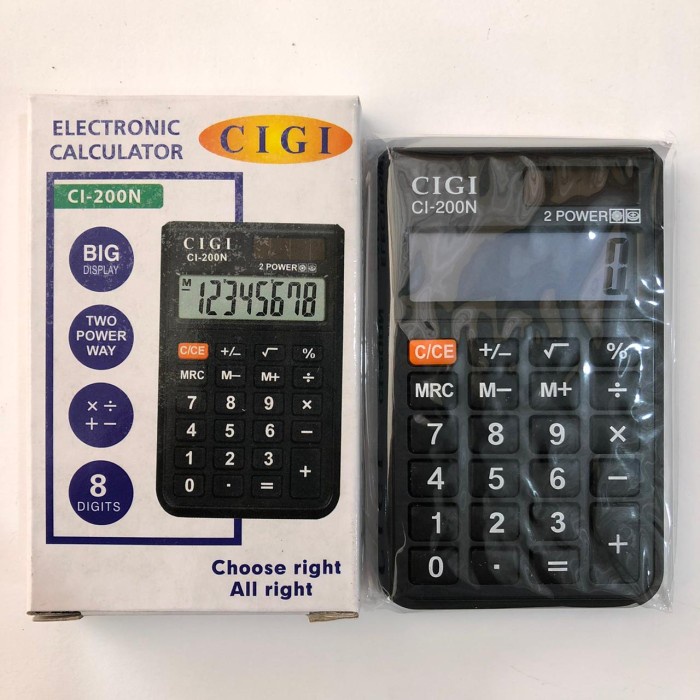 ELECTRONIC
CALCULATOR
CIGI
CI-200N
BIG
DISPLAY
TWO
POWER
WAY
× ÷
+ −
8
DIGITS
CIGI
CI-200N
2 POWER
M
12345678
C/CE +/− √ %
MRC M− M+ ÷
7 8 9 ×
4 5 6 −
1 2 3 +
0 · =
Choose right
All right
CIGI
CI-200N
2 POWER
0
C/CE +/− √ %
MRC M− M+ ÷
7 8 9 ×
4 5 6 −
1 2 3 +
0 · =